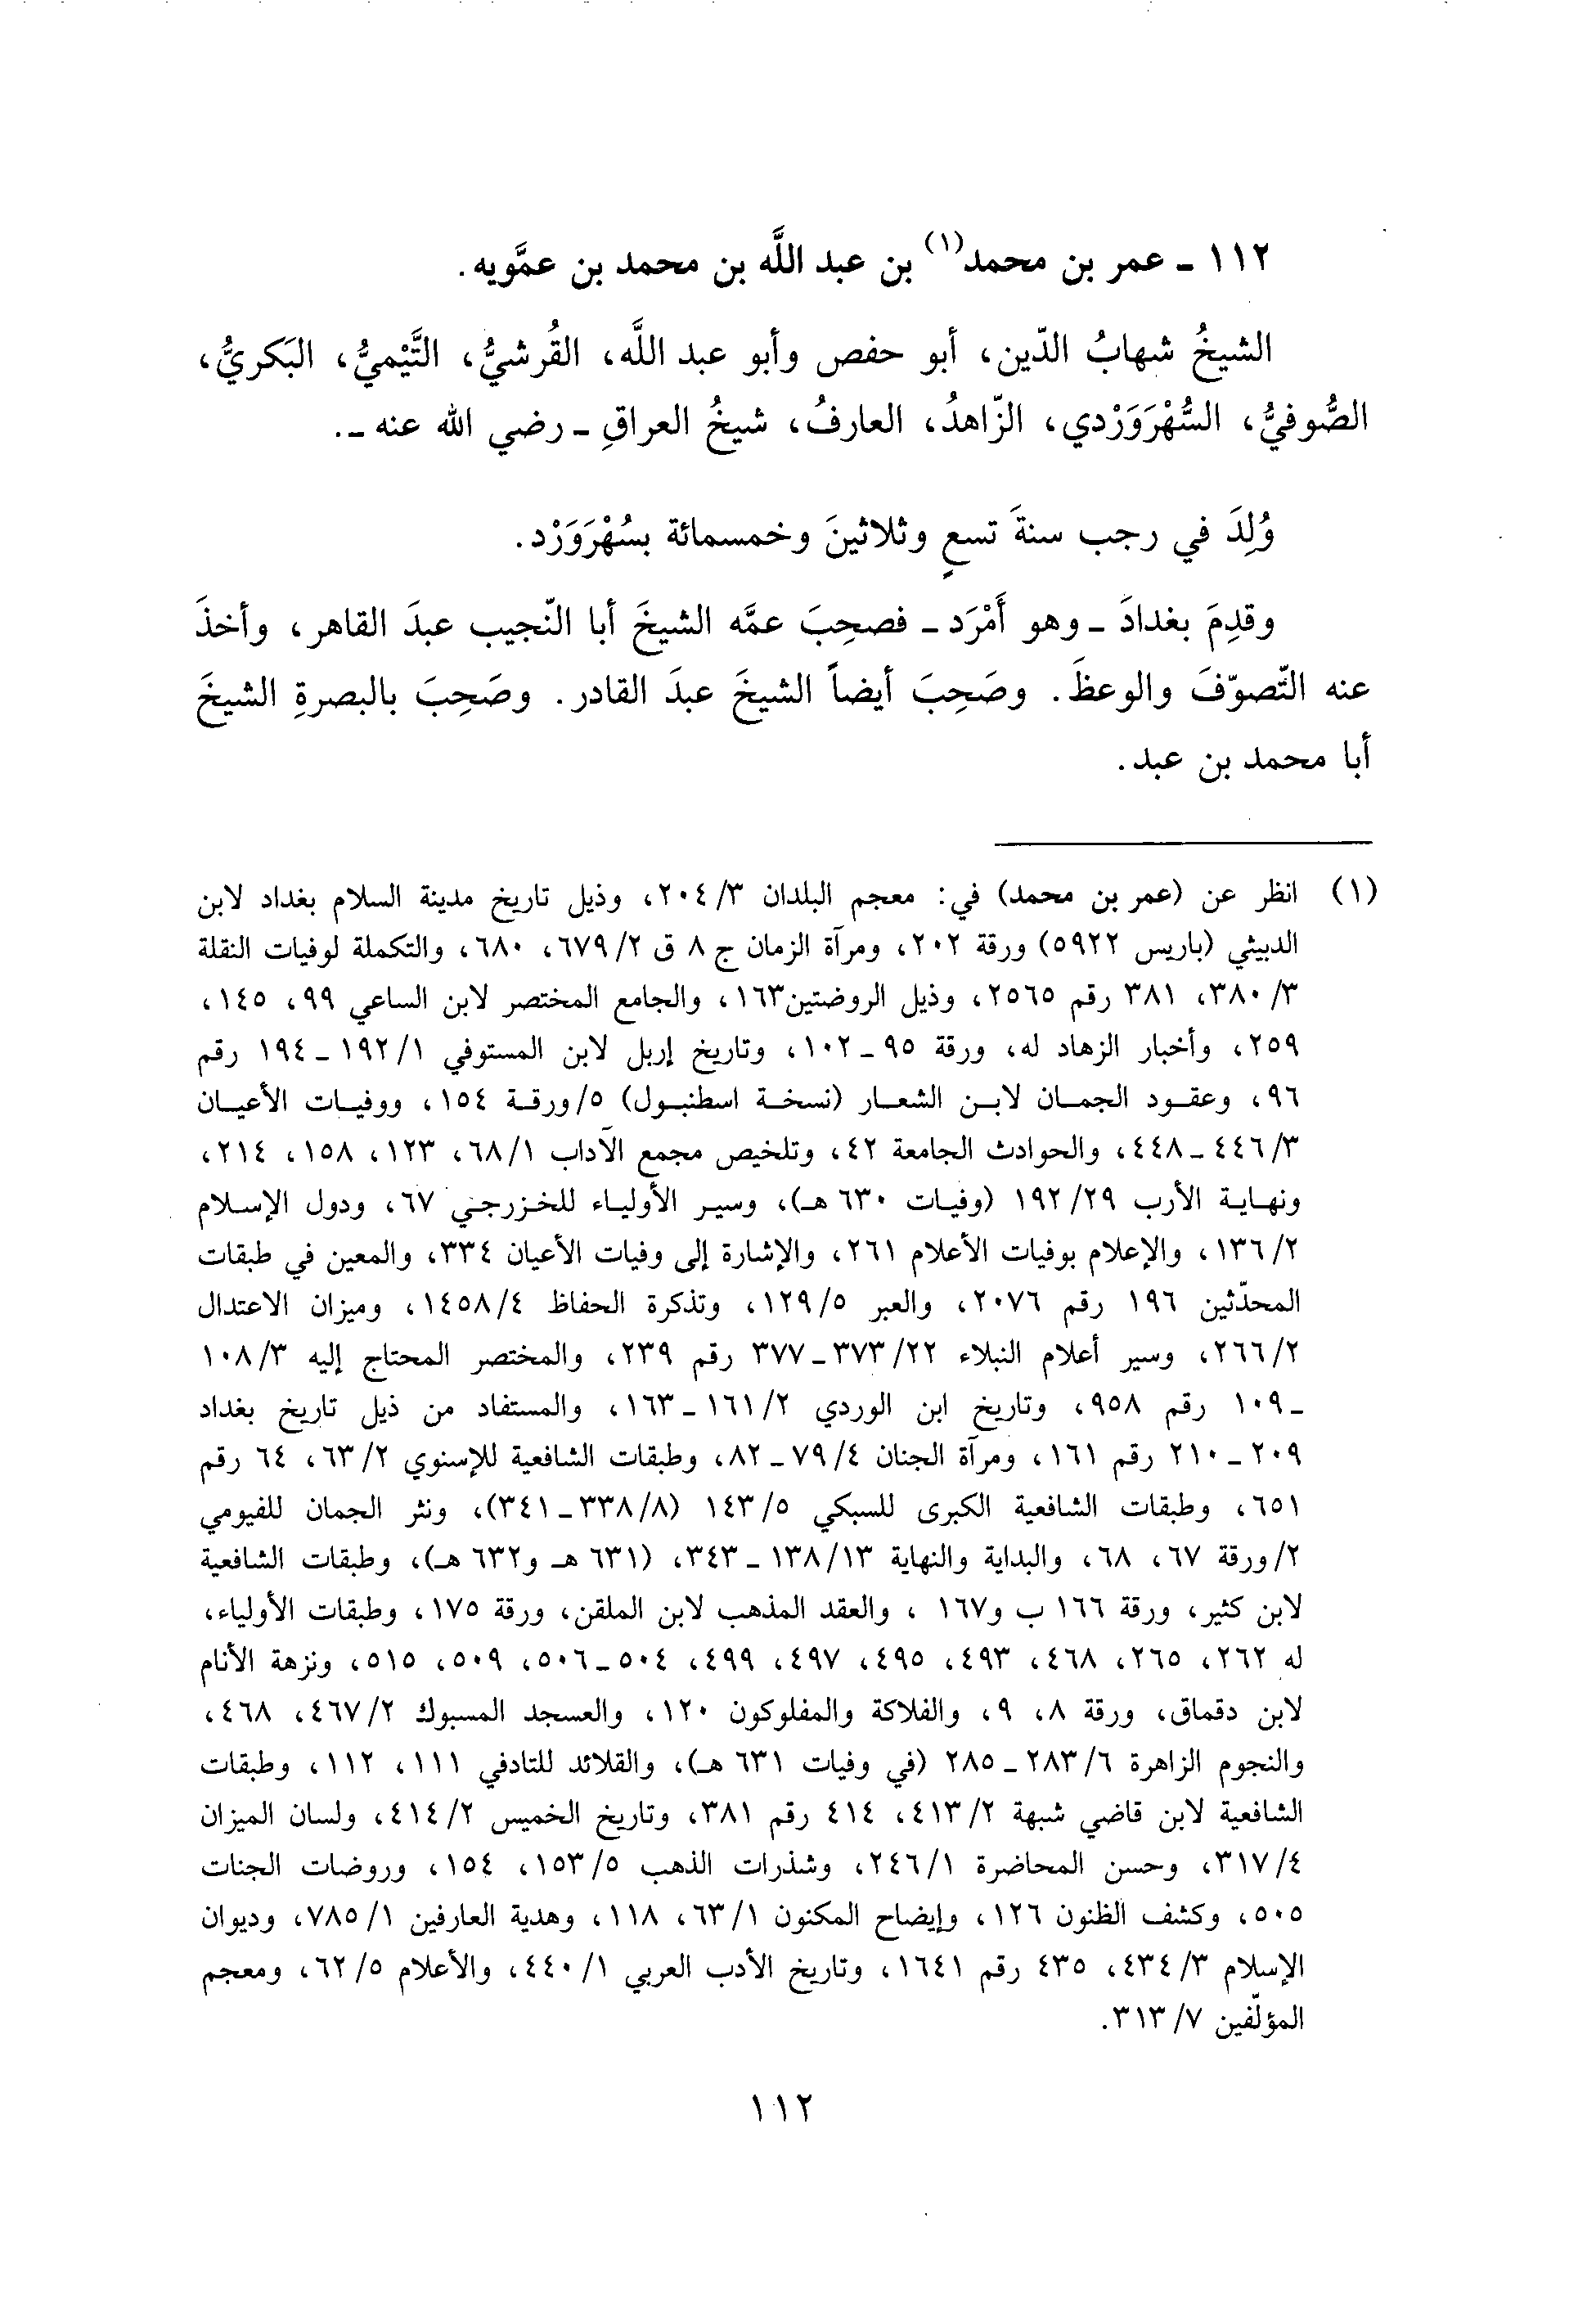 ١١٢ ـ عمر بن محمد(١) بن عبد اللَّه بن محمد بن عمَّويه.
الشيخُ شهابُ الدّين، أبو حفص وأبو عبد اللَّه، القُرشيُّ، التَّيْميُّ، البَكريُّ،
الصُّوفيُّ، السُّهْرَوَرْدي، الزّاهدُ، العارفُ، شيخُ العراقِ ـ رضي الله عنه ـ.
وُلِدَ في رجب سنةَ تسعٍ وثلاثينَ وخمسمائة بسُهْرَوَرْد.
وقدِمَ بغدادَ ـ وهو أَمْرَد ـ فصحِبَ عمَّه الشيخَ أبا النّجيب عبدَ القاهر، وأخذَ
عنه التّصوّفَ والوعظَ. وصَحِبَ أيضاً الشيخَ عبدَ القادر. وصَحِبَ بالبصرةِ الشيخَ
أبا محمد بن عبد.
(١) انظر عن (عمر بن محمد) في: معجم البلدان ٣/٢٠٤، وذيل تاريخ مدينة السلام بغداد لابن
الدبيثي (باريس ٥٩٢٢) ورقة ٢٠٢، ومرآة الزمان ج ٨ ق ٢/٦٧٩، ٦٨٠، والتكملة لوفيات النقلة
٣/٣٨٠، ٣٨١ رقم ٢٥٦٥، وذيل الروضتين١٦٣، والجامع المختصر لابن الساعي ٩٩، ١٤٥،
٢٥٩، وأخبار الزهاد له، ورقة ٩٥ ـ ١٠٢، وتاريخ إربل لابن المستوفي ١/١٩٢ ـ ١٩٤ رقم
٩٦، وعقود الجمان لابن الشعار (نسخة اسطنبول) ٥/ورقة ١٥٤، ووفيات الأعيان
٣/٤٤٦ ـ ٤٤٨، والحوادث الجامعة ٤٢، وتلخيص مجمع الآداب ١/٦٨، ١٢٣، ١٥٨، ٢١٤،
ونهاية الأرب ٢٩/١٩٢ (وفيات ٦٣٠ هـ)، وسير الأولياء للخزرجي ٦٧، ودول الإسلام
٢/١٣٦، والإعلام بوفيات الأعلام ٢٦١، والإشارة إلى وفيات الأعيان ٣٣٤، والمعين في طبقات
المحدّثين ١٩٦ رقم ٢٠٧٦، والعبر ٥/١٢٩، وتذكرة الحفاظ ٤/١٤٥٨، وميزان الاعتدال
٢/٢٦٦، وسير أعلام النبلاء ٢٢/٣٧٣ ـ ٣٧٧ رقم ٢٣٩، والمختصر المحتاج إليه ٣/١٠٨
ـ ١٠٩ رقم ٩٥٨، وتاريخ ابن الوردي ٢/١٦١ ـ ١٦٣، والمستفاد من ذيل تاريخ بغداد
٢٠٩ ـ ٢١٠ رقم ١٦١، ومرآة الجنان ٤/٧٩ ـ ٨٢، وطبقات الشافعية للإسنوي ٢/٦٣، ٦٤ رقم
٦٥١، وطبقات الشافعية الكبرى للسبكي ٥/١٤٣ (٨/٣٣٨ ـ ٣٤١)، ونثر الجمان للفيومي
٢/ورقة ٦٧، ٦٨، والبداية والنهاية ١٣/١٣٨ ـ ٣٤٣، (٦٣١ هـ و٦٣٢ هـ)، وطبقات الشافعية
لابن كثير، ورقة ١٦٦ ب و١٦٧ ، والعقد المذهب لابن الملقن، ورقة ١٧٥، وطبقات الأولياء،
له ٢٦٢، ٢٦٥، ٤٦٨، ٤٩٣، ٤٩٥، ٤٩٧، ٤٩٩، ٥٠٤ ـ ٥٠٦، ٥٠٩، ٥١٥، ونزهة الأنام
لابن دقماق، ورقة ٨، ٩، والفلاكة والمفلوكون ١٢٠، والعسجد المسبوك ٢/٤٦٧، ٤٦٨،
والنجوم الزاهرة ٦/٢٨٣ ـ ٢٨٥ (في وفيات ٦٣١ هـ)، والقلائد للتادفي ١١١، ١١٢، وطبقات
الشافعية لابن قاضي شبهة ٢/٤١٣، ٤١٤ رقم ٣٨١، وتاريخ الخميس ٢/٤١٤، ولسان الميزان
٤/٣١٧، وحسن المحاضرة ١/٢٤٦، وشذرات الذهب ٥/١٥٣، ١٥٤، وروضات الجنات
٥٠٥، وكشف الظنون ١٢٦، وإيضاح المكنون ١/٦٣، ١١٨، وهدية العارفين ١/٧٨٥، وديوان
الإسلام ٣/٤٣٤، ٤٣٥ رقم ١٦٤١، وتاريخ الأدب العربي ١/٤٤٠، والأعلام ٥/٦٢، ومعجم
المؤلّفين ٧/٣١٣.
١١٢